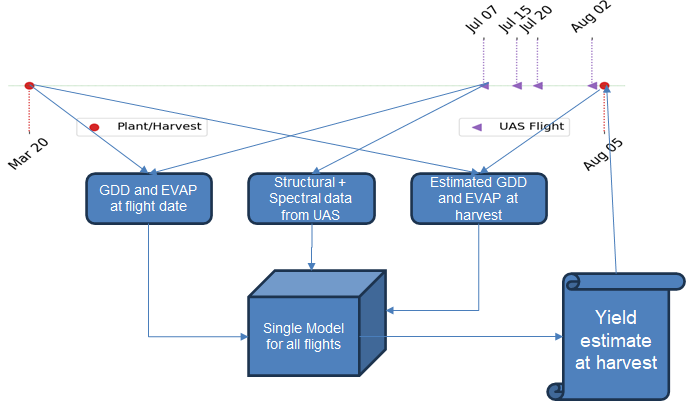 Jul 07
Jul 15
Jul 20
Aug 02
Plant/Harvest
UAS Flight
Mar 20
Aug 05
GDD and EVAP
at flight date
Structural +
Spectral data
from UAS
Estimated GDD
and EVAP at
harvest
Single Model
for all flights
Yield
estimate
at harvest